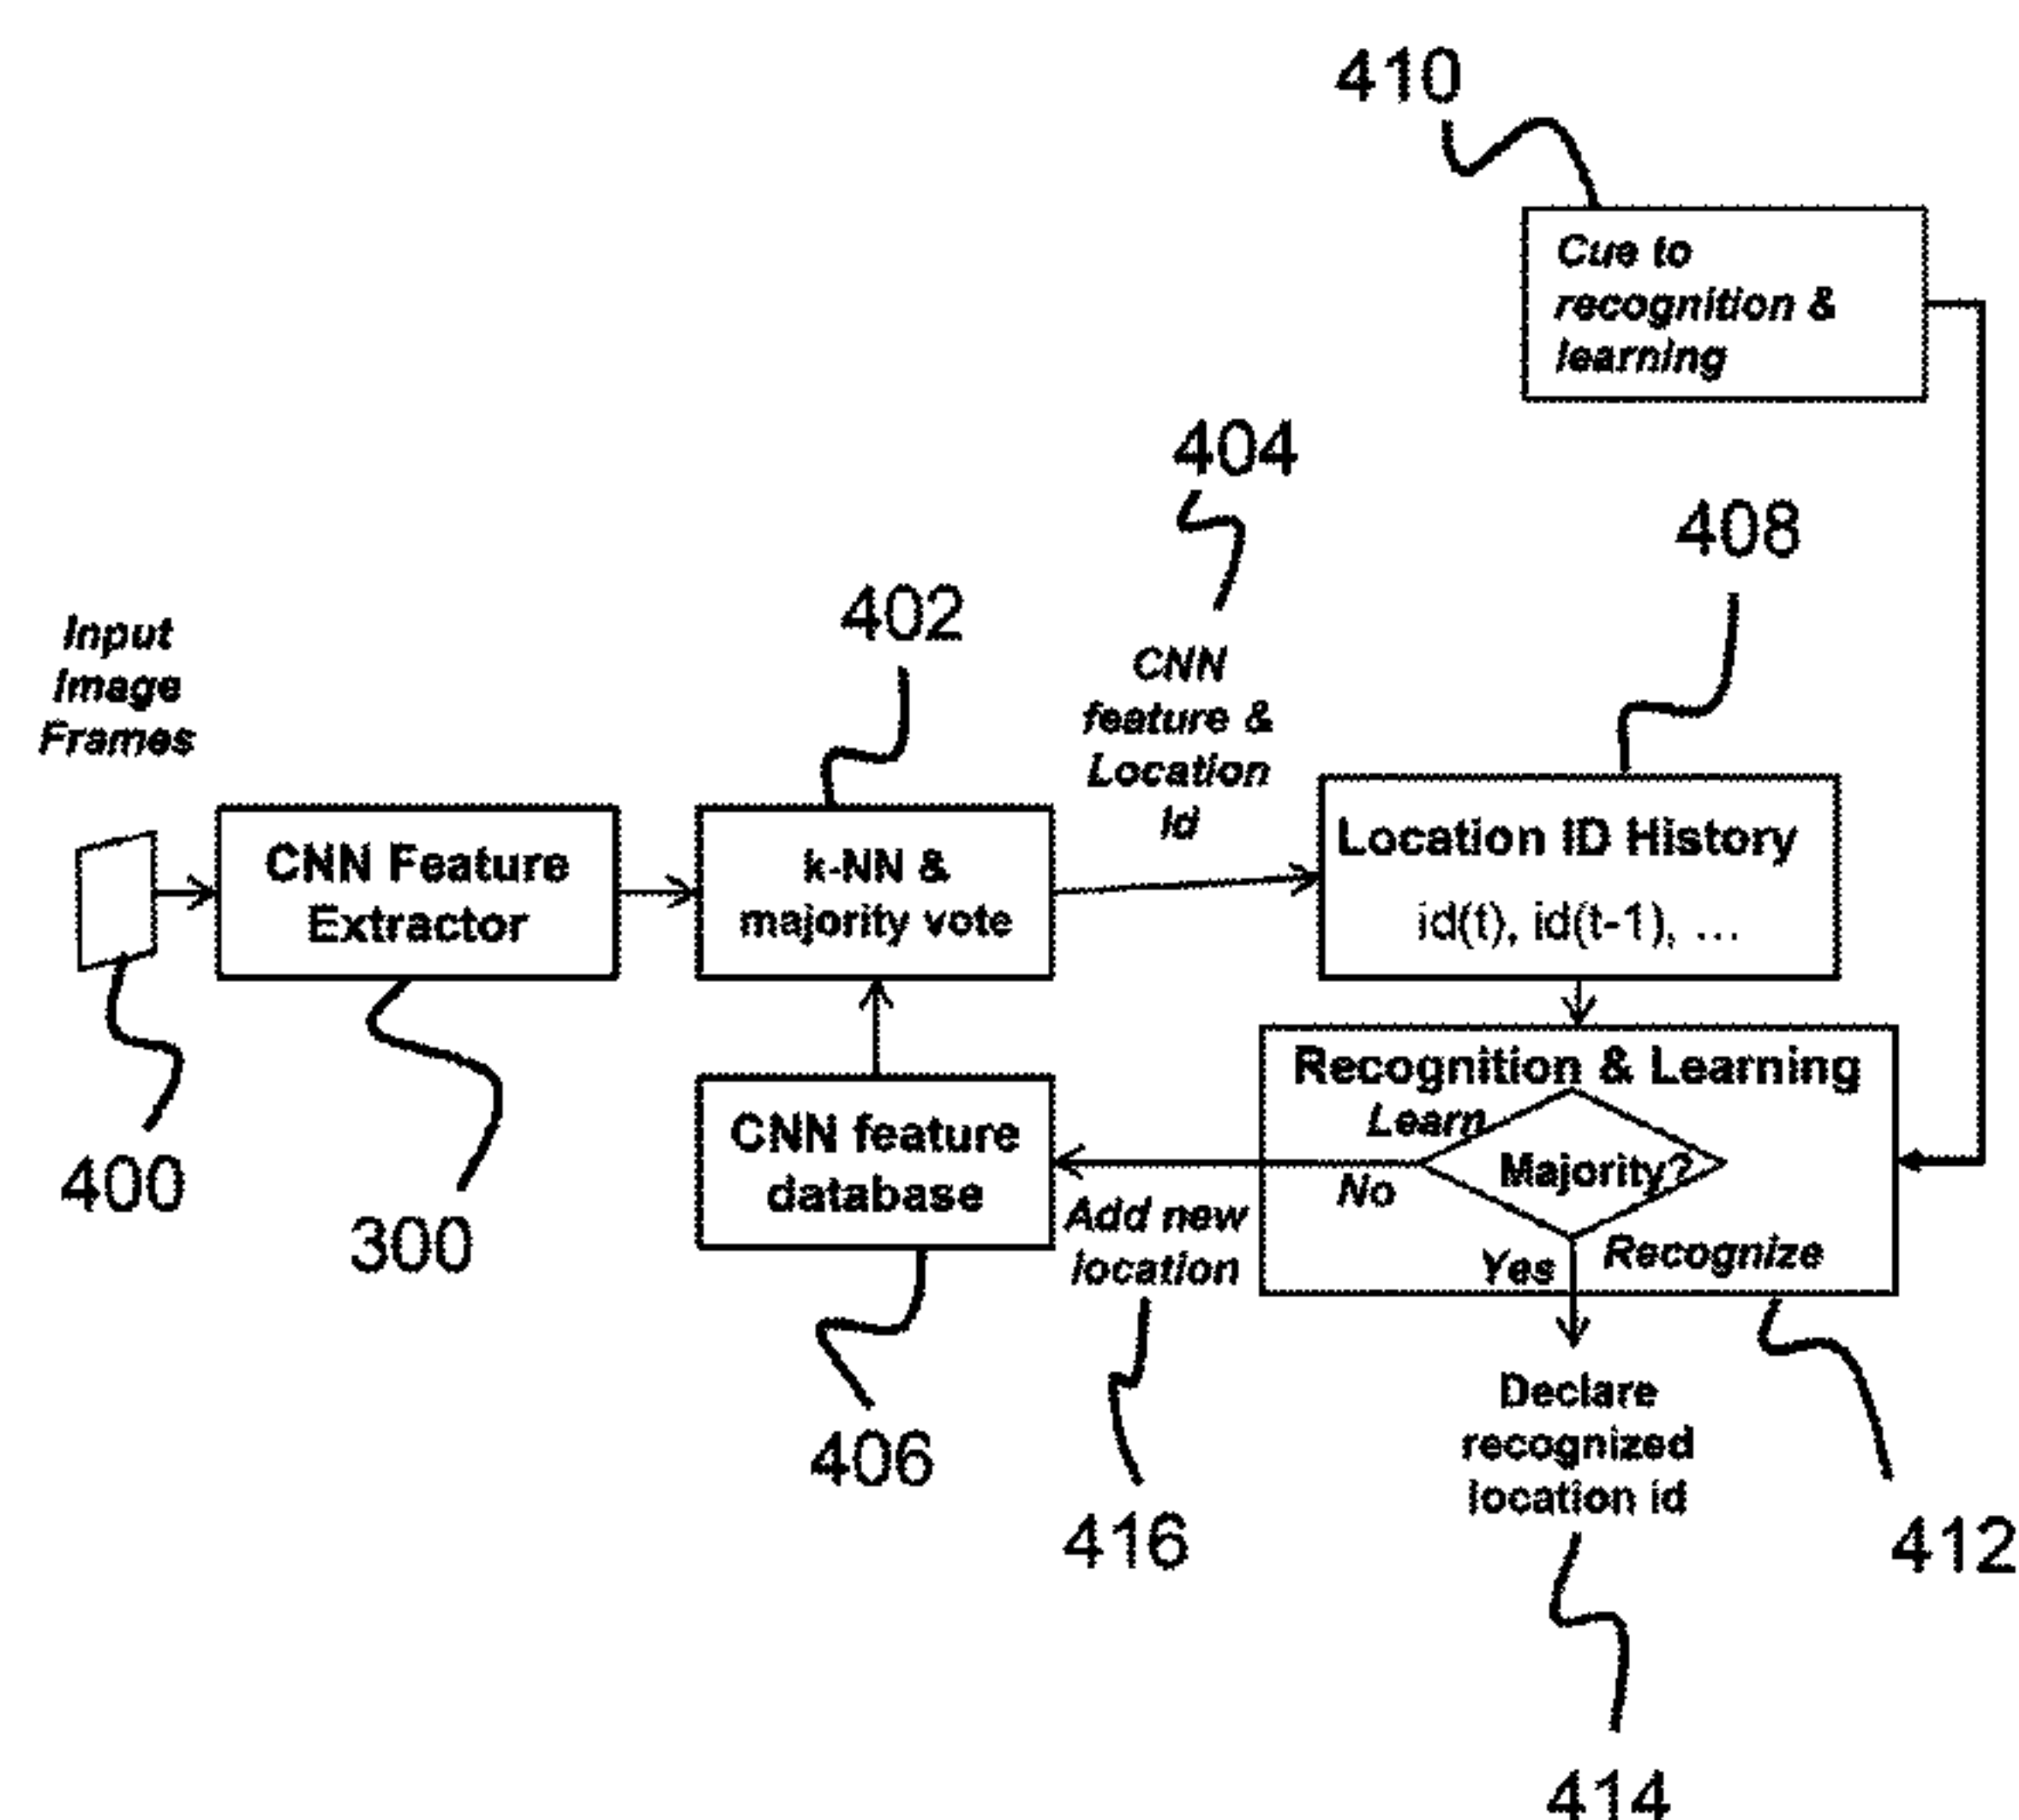 410
Cue to
recognition &
learning
404
408
402
Input
Image
Frames
CNN
feature &
Location
Id
CNN Feature
Extractor
k-NN &
majority vote
Location ID History
id(t), id(t-1), ...
Recognition & Learning
Learn
Majority?
No
Yes
Recognize
CNN feature
database
Add new
location
400
300
406
416
Declare
recognized
location id
412
414